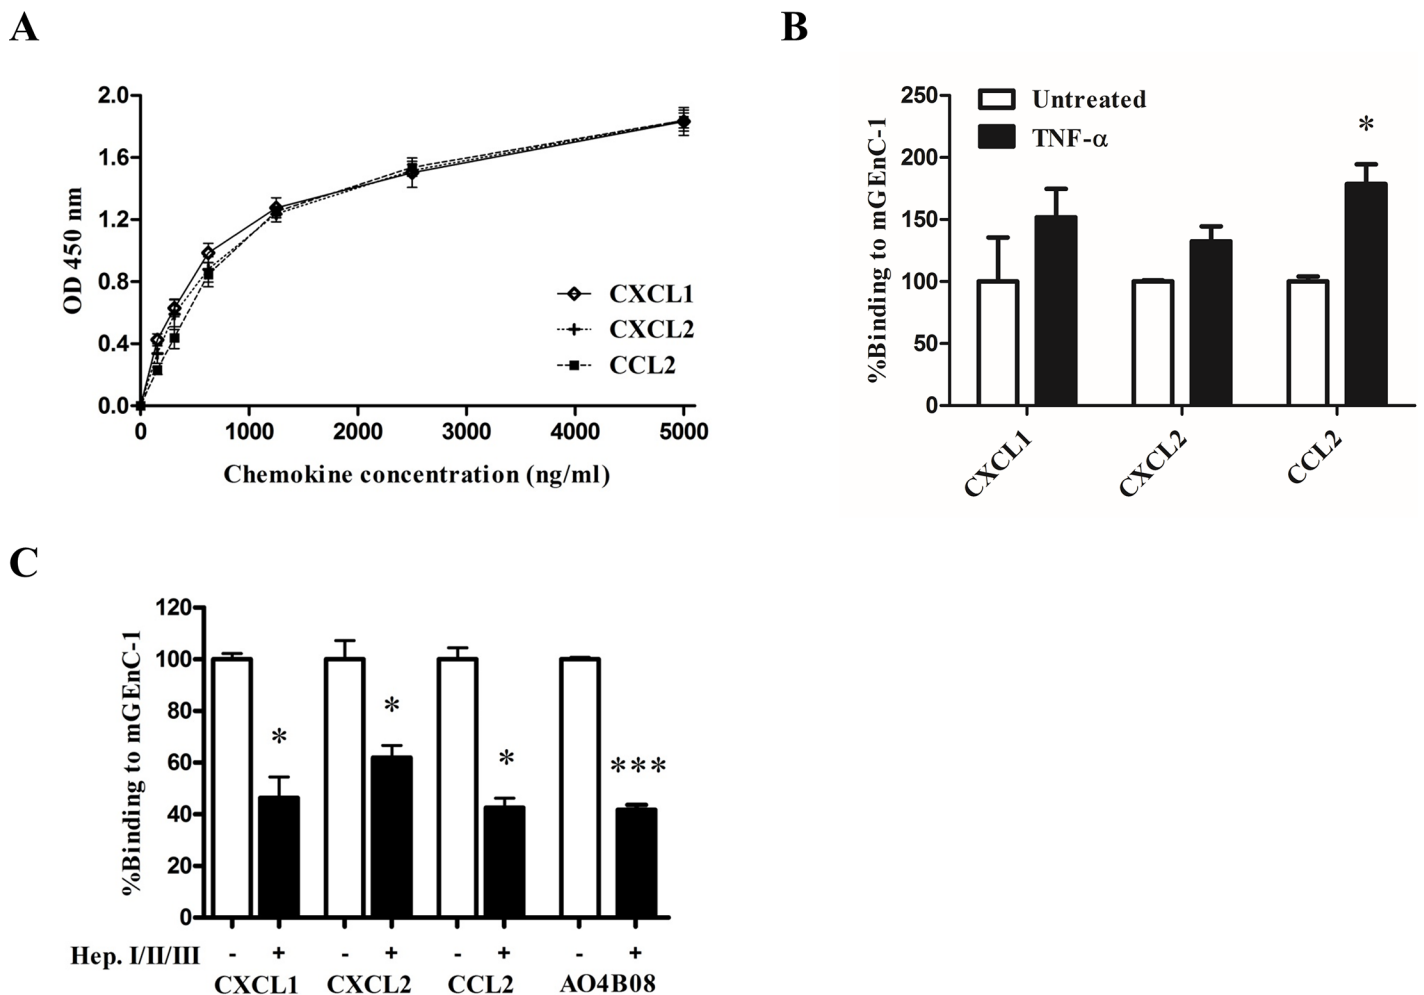 A
2.0
1.6
1.2
0.8
0.4
0.0
OD 450 nm
0 1000 2000 3000 4000 5000
Chemokine concentration (ng/ml)
CXCL1
CXCL2
CCL2
B
250
200
150
100
50
0
%Binding to mGEnC-1
Untreated
TNF-α
*
CXCL1 CXCL2 CCL2
C
120
100
80
60
40
20
0
%Binding to mGEnC-1
* * * ***
Hep. I/II/III - + - + - + - +
CXCL1 CXCL2 CCL2 AO4B08